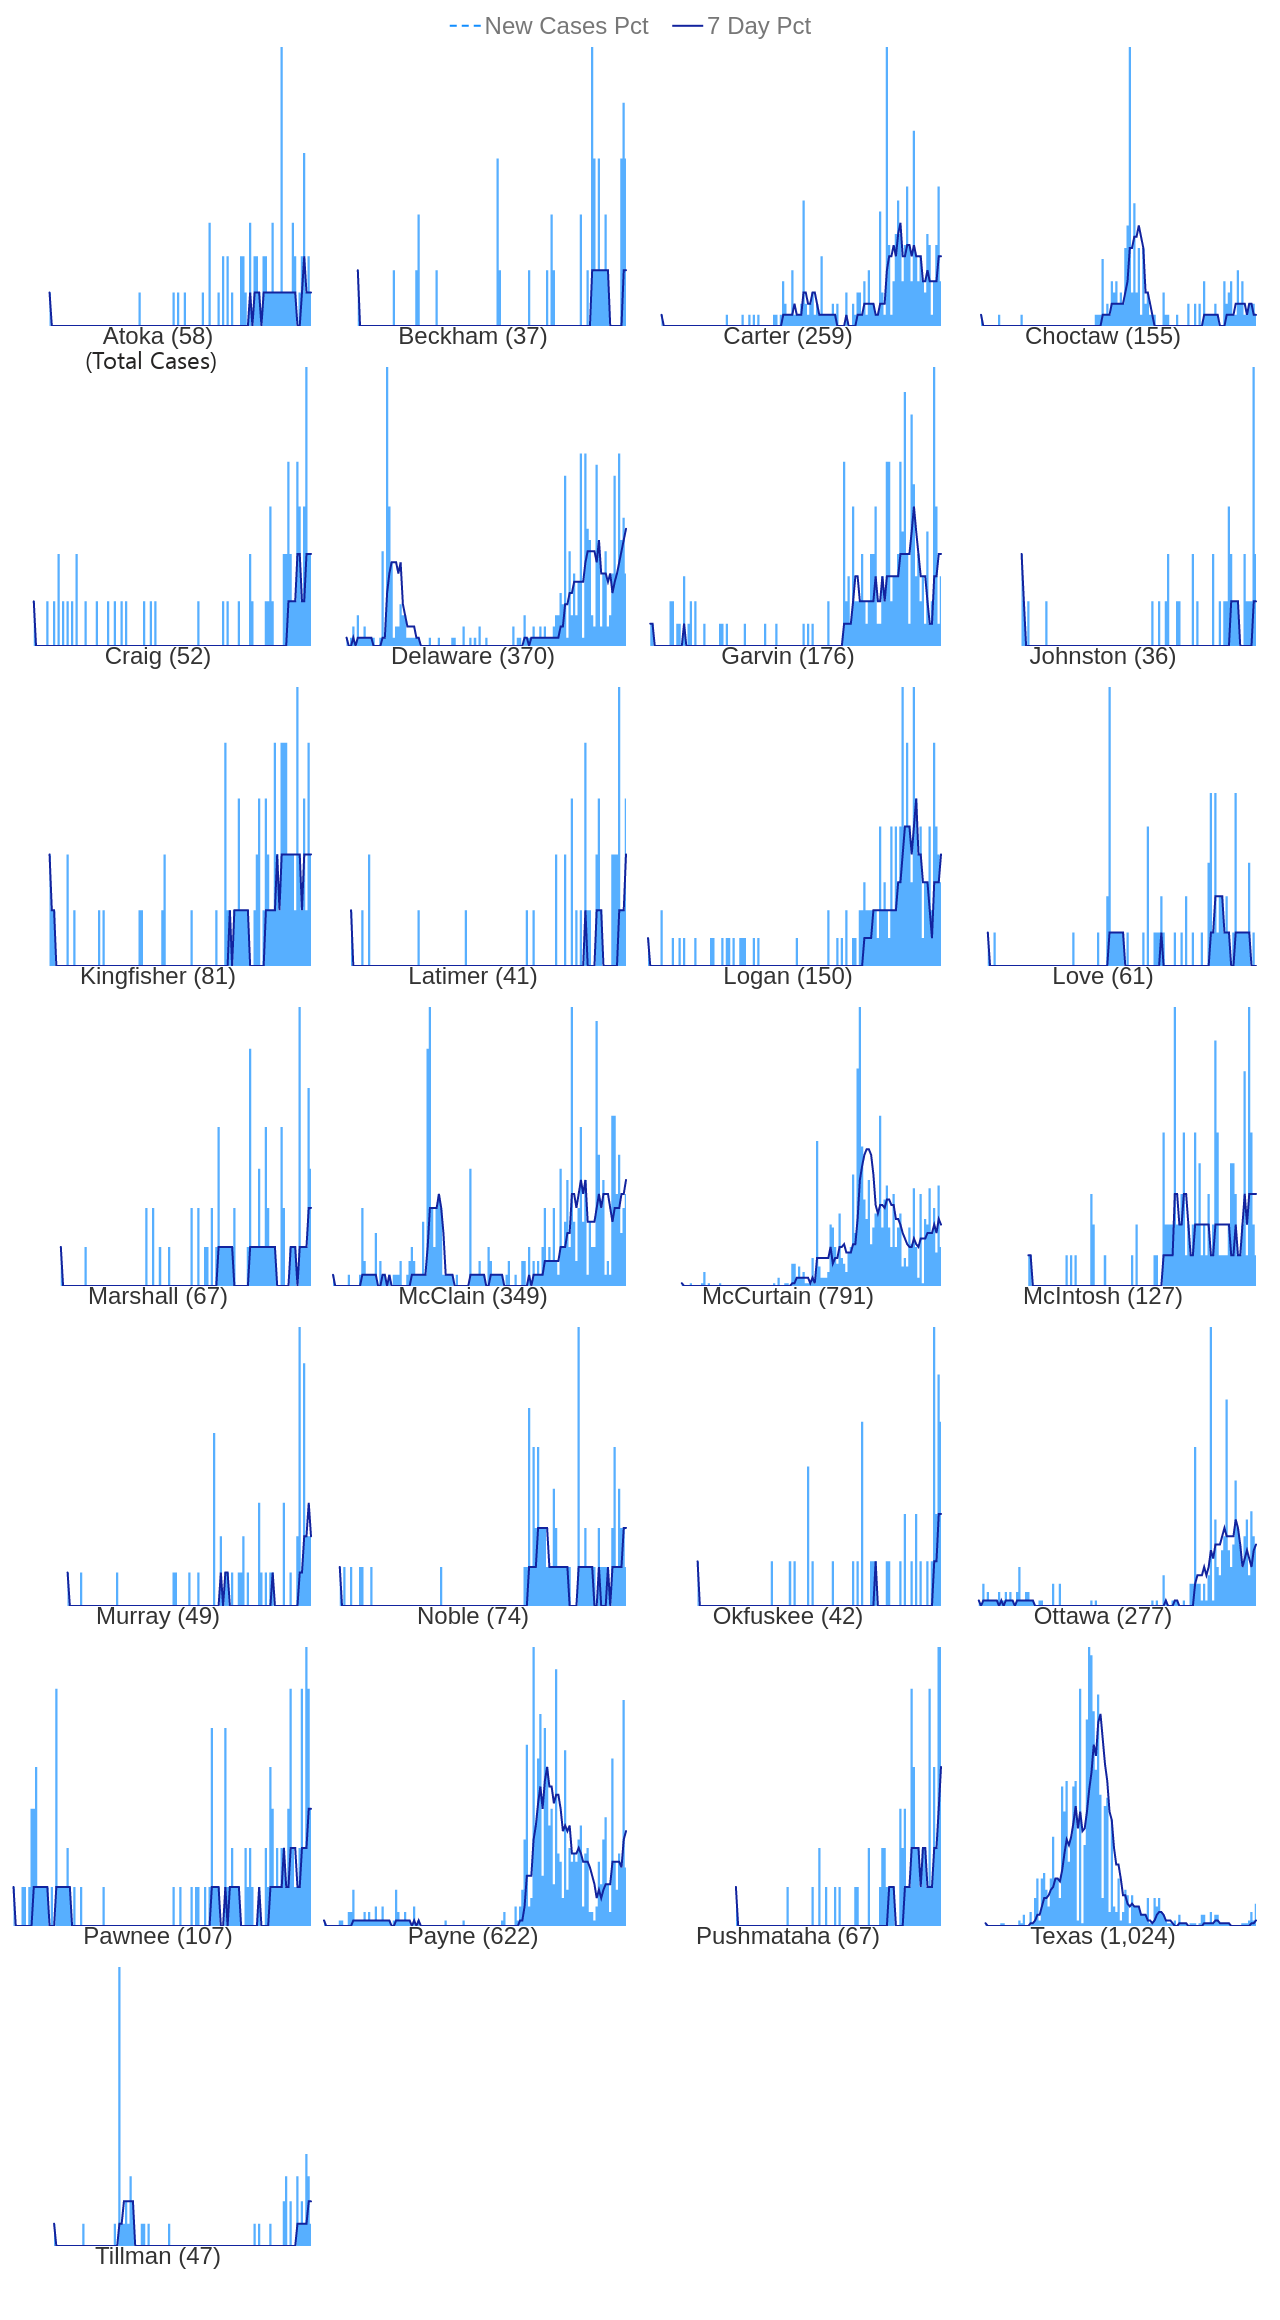 New Cases Pct 7 Day Pct
Atoka (58) Beckham (37) Carter (259) Choctaw (155)
(Total Cases)
Craig (52) Delaware (370) Garvin (176) Johnston (36)
Kingfisher (81) Latimer (41) Logan (150) Love (61)
Marshall (67) McClain (349) McCurtain (791) McIntosh (127)
Murray (49) Noble (74) Okfuskee (42) Ottawa (277)
Pawnee (107) Payne (622) Pushmataha (67) Texas (1,024)
Tillman (47)